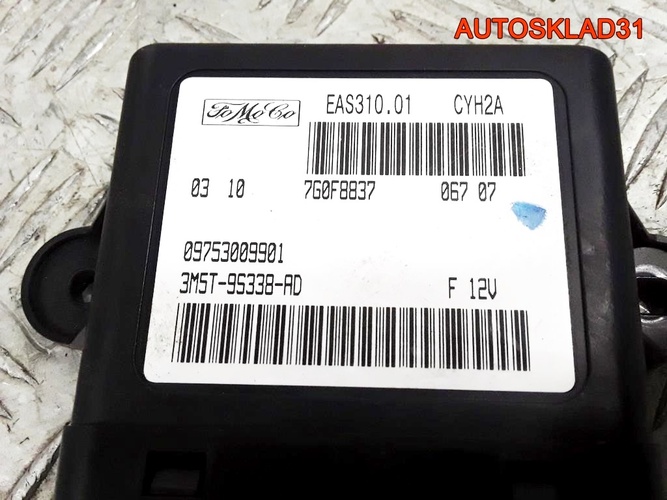 AUTOSKLAD31
FoMoCo EAS310.01 CYH2A
03 10 7G0F8837 067 07
09753009901
3M5T-9S338-AD F 12V